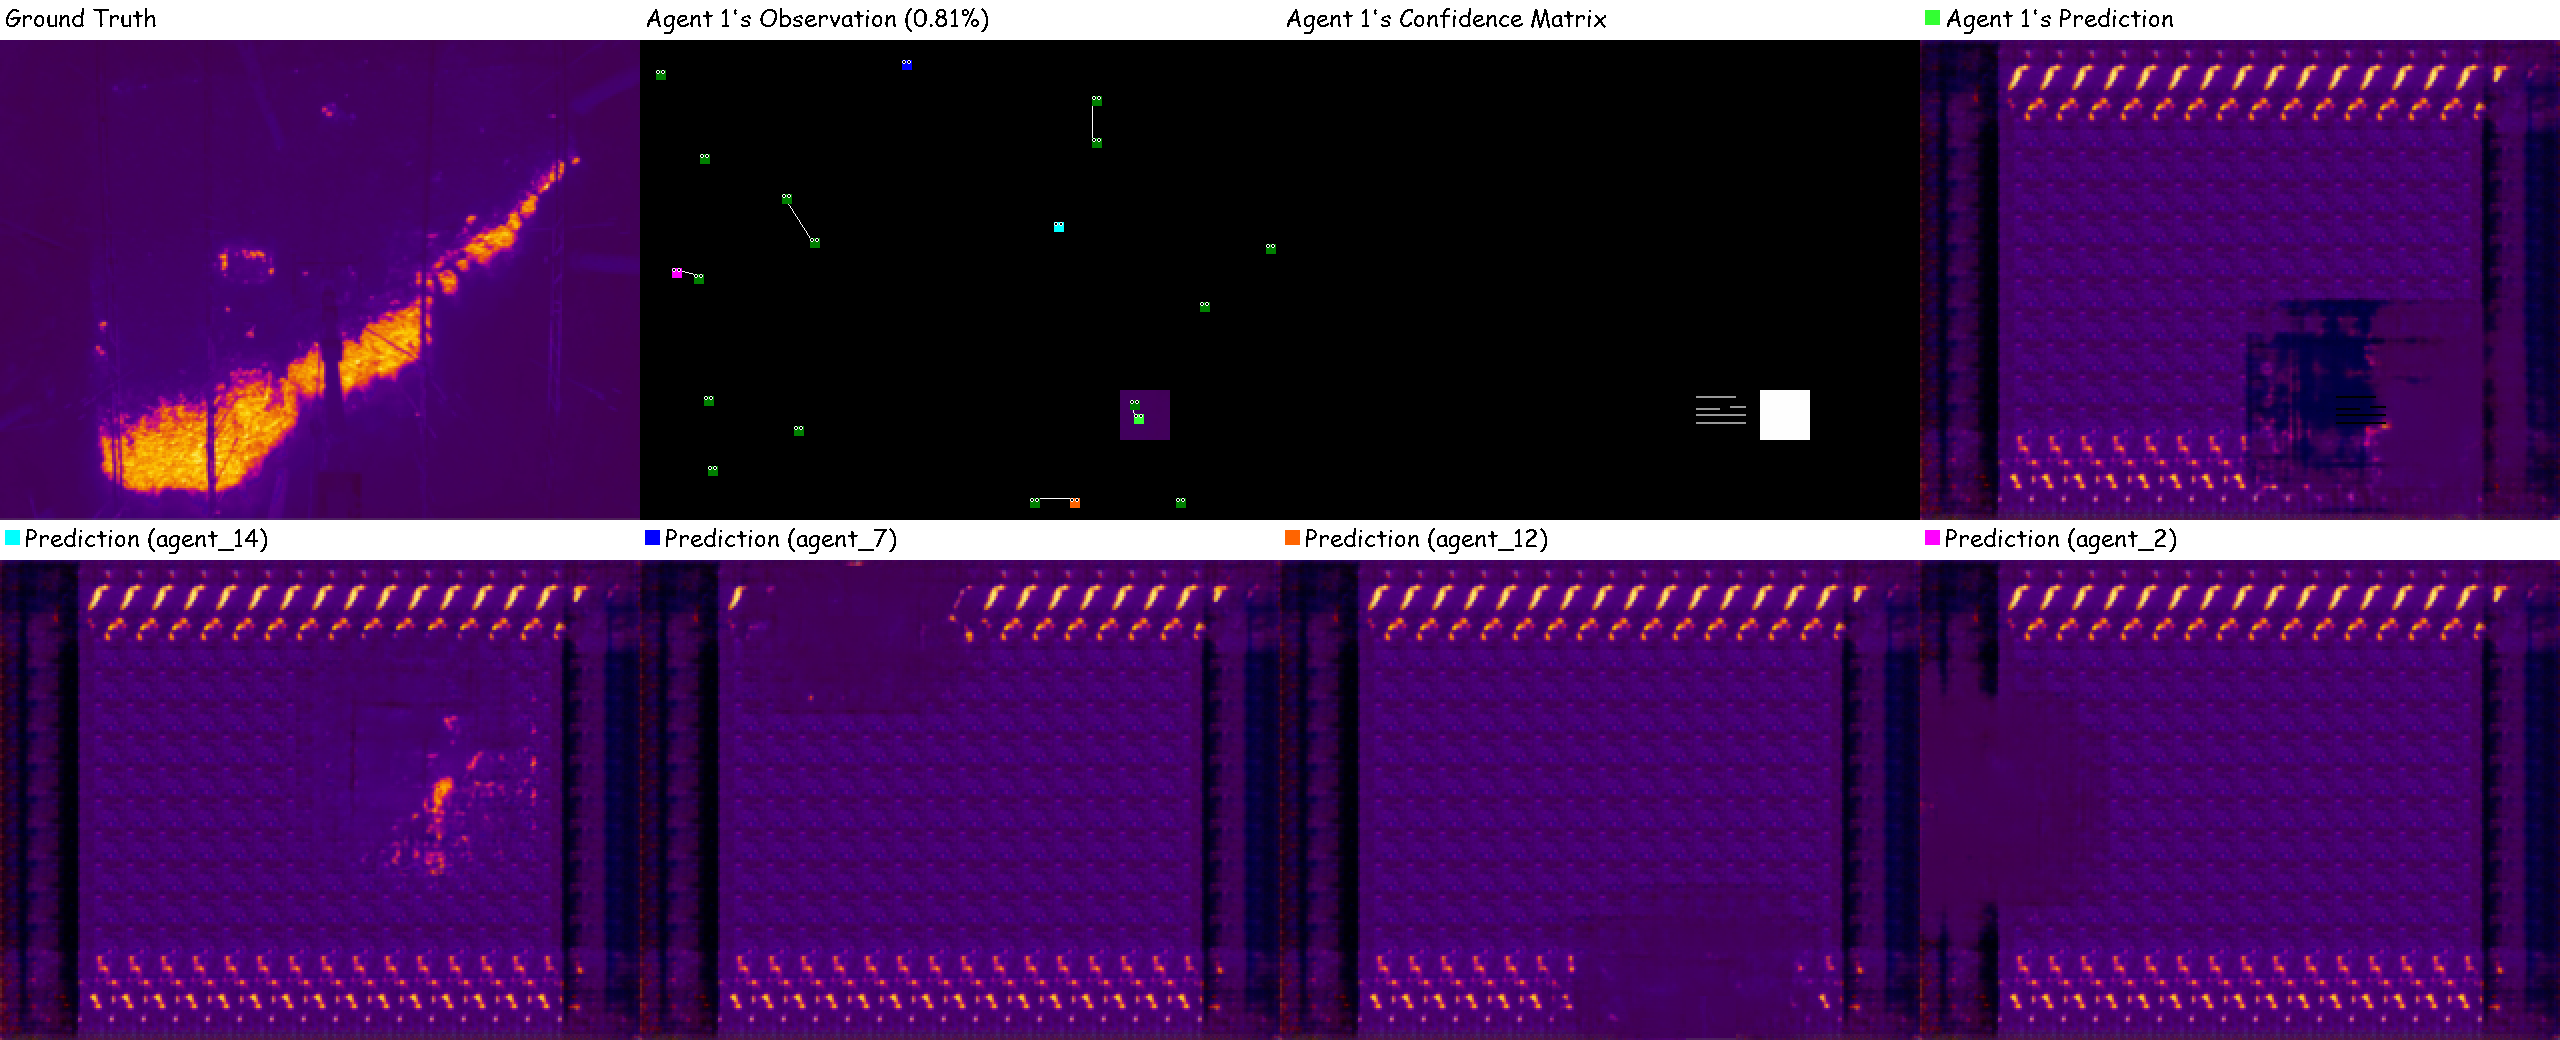 Ground Truth
Agent 1's Observation (0.81%)
Agent 1's Confidence Matrix
Agent 1's Prediction
Prediction (agent_14)
Prediction (agent_7)
Prediction (agent_12)
Prediction (agent_2)